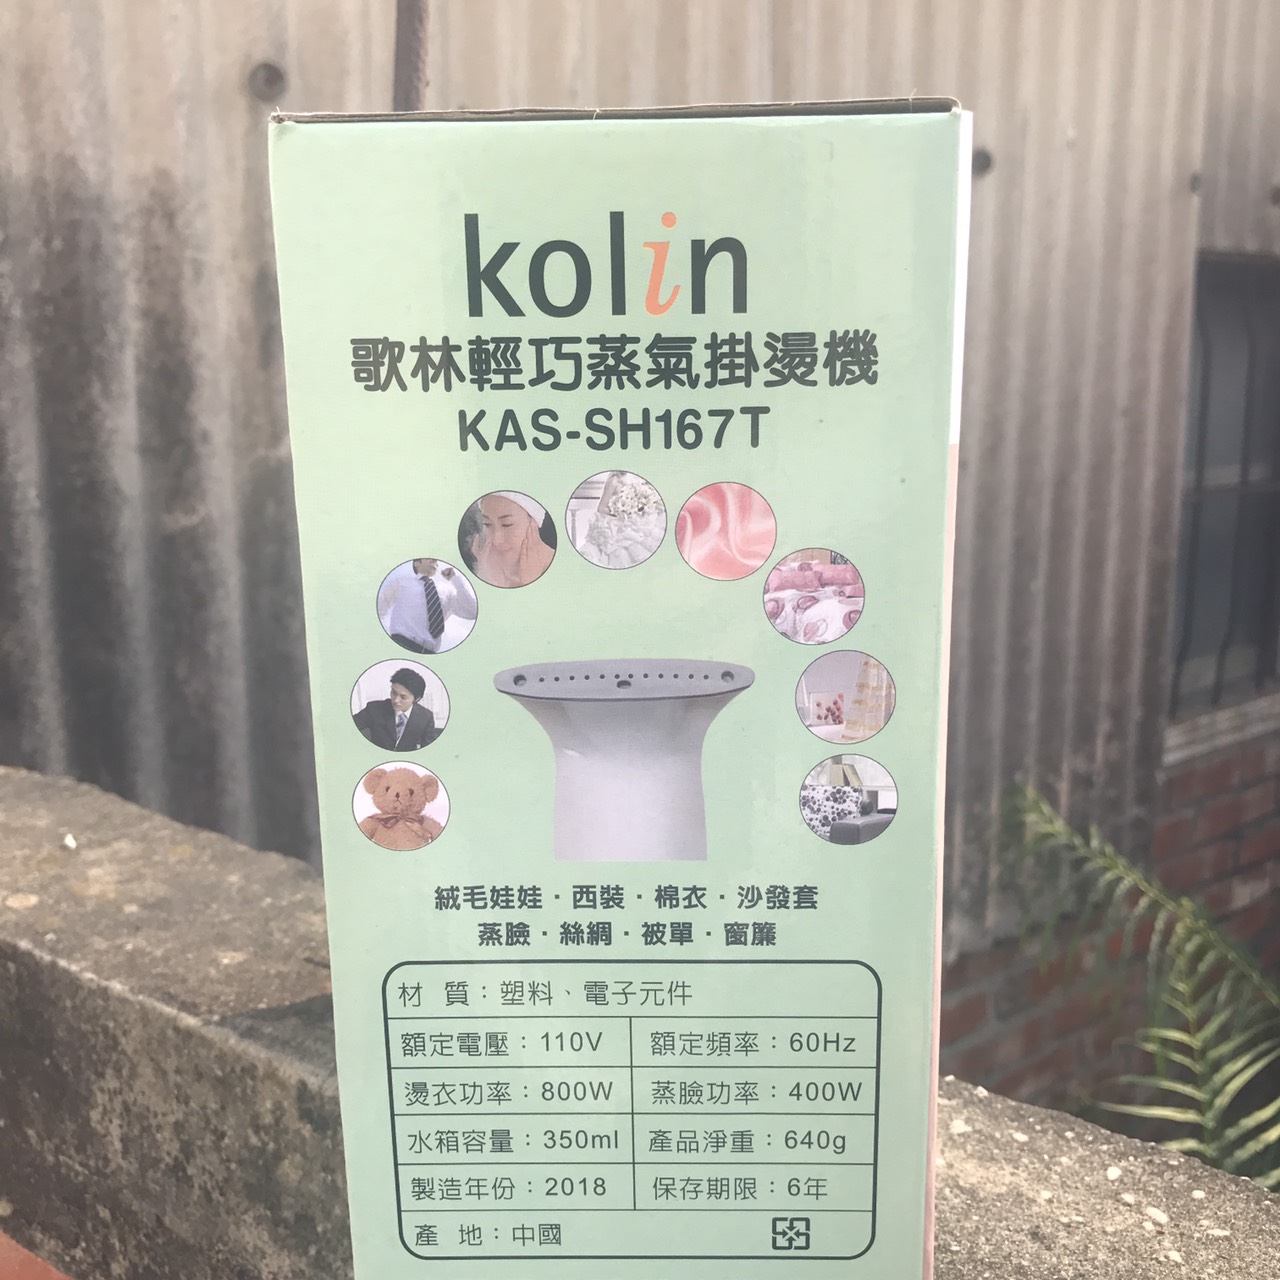 kolin
歌林輕巧蒸氣掛燙機
KAS-SH167T
絨毛娃娃・西裝・棉衣・沙發套
蒸臉・絲綢・被單・窗簾
材 質：塑料、電子元件
額定電壓：110V 額定頻率：60Hz
燙衣功率：800W 蒸臉功率：400W
水箱容量：350ml 產品淨重：640g
製造年份：2018 保存期限：6年
產 地：中國